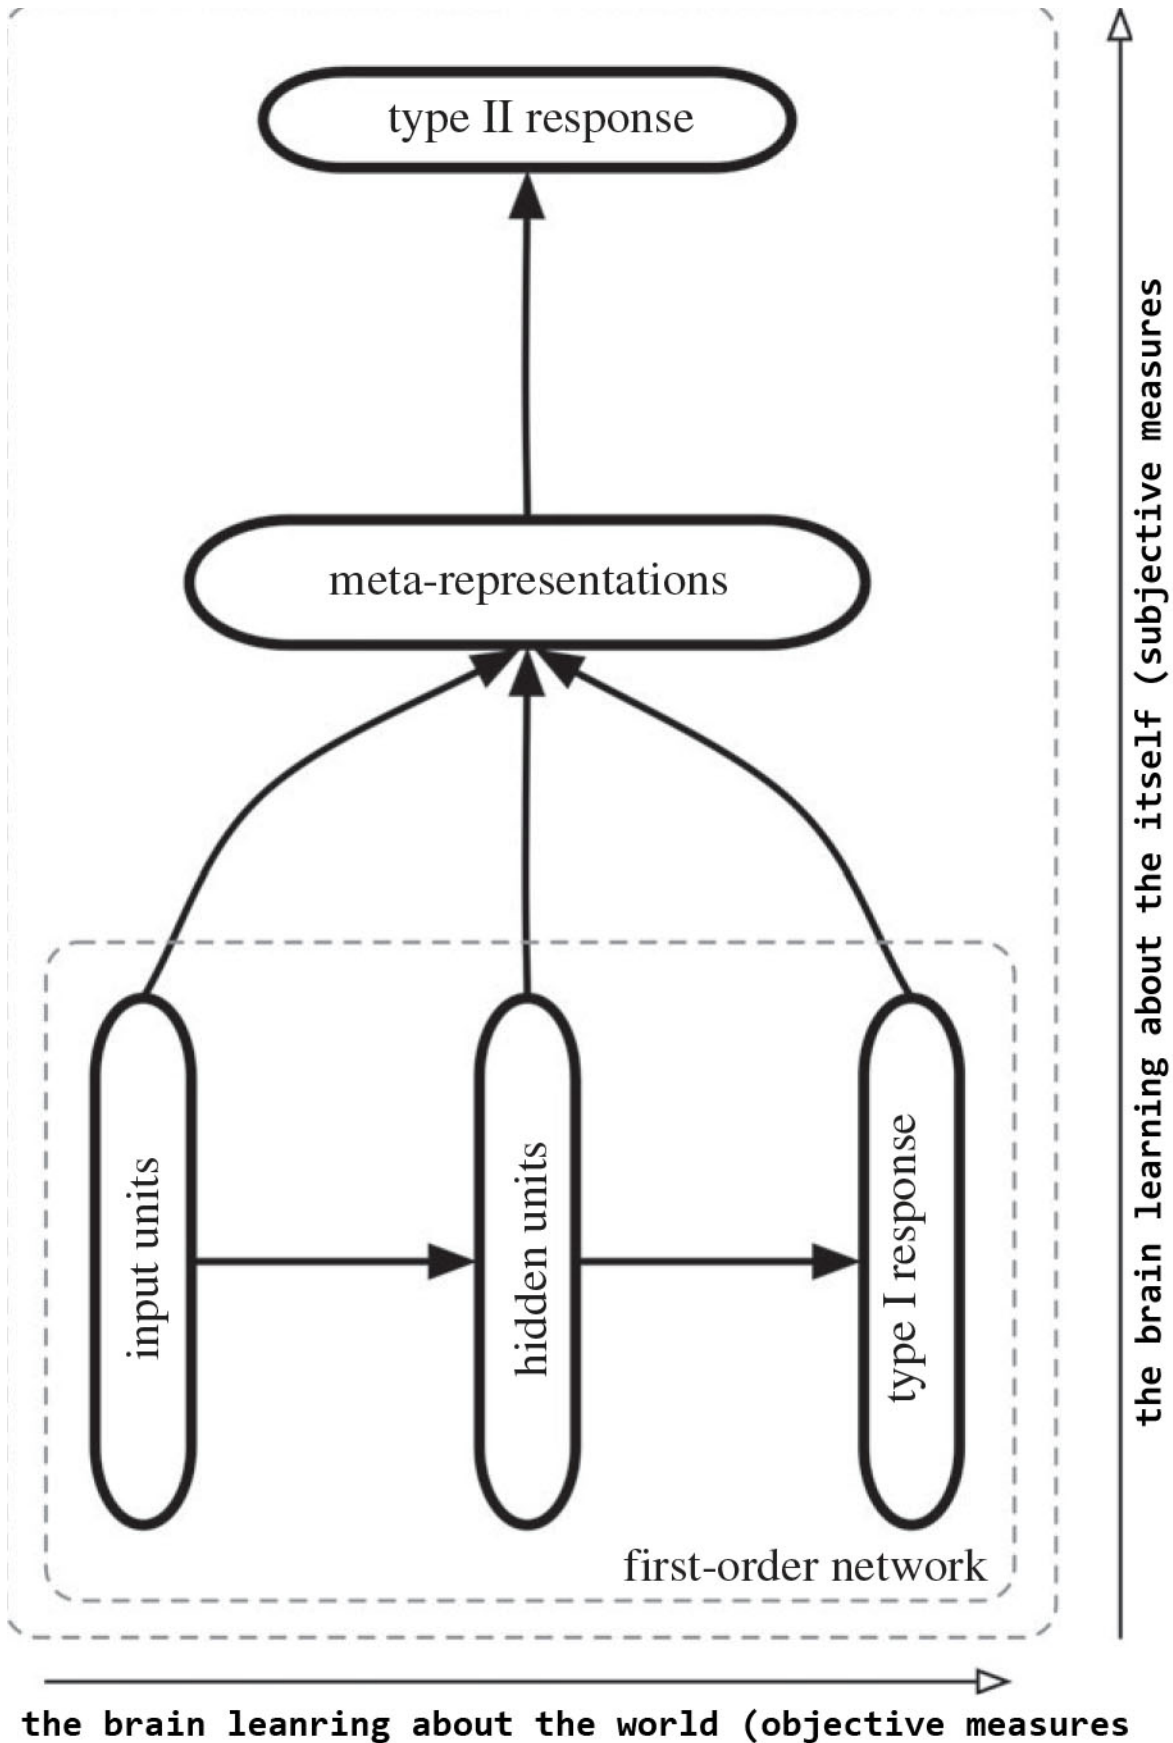 type II response
meta-representations
input units
hidden units
type I response
first-order network
the brain learning about the itself (subjective measures
the brain leanring about the world (objective measures